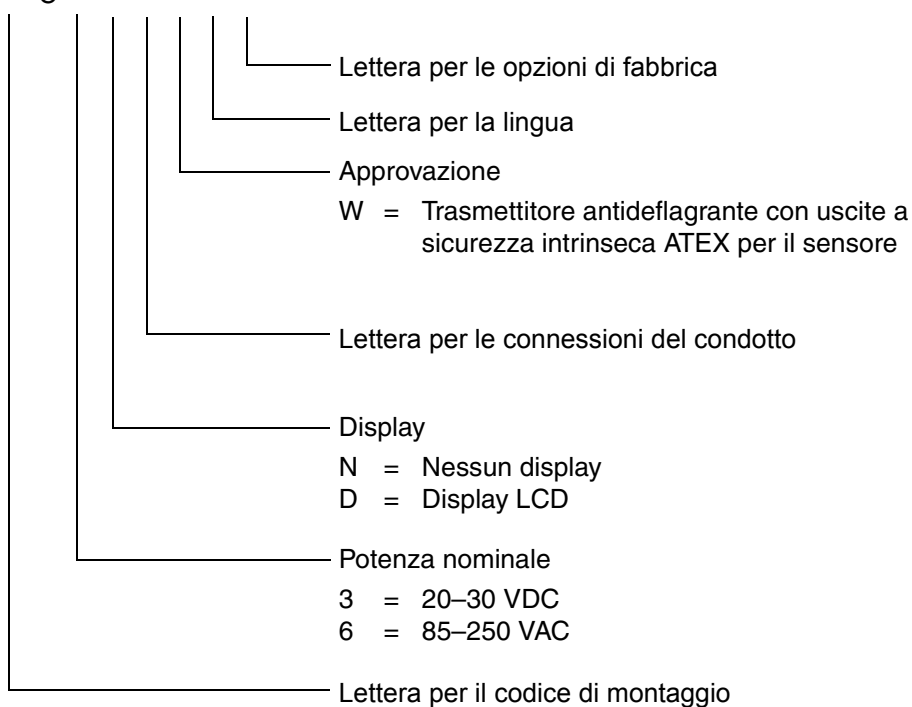 Lettera per le opzioni di fabbrica
Lettera per la lingua
Approvazione
W = Trasmettitore antideflagrante con uscite a
sicurezza intrinseca ATEX per il sensore
Lettera per le connessioni del condotto
Display
N = Nessun display
D = Display LCD
Potenza nominale
3 = 20–30 VDC
6 = 85–250 VAC
Lettera per il codice di montaggio